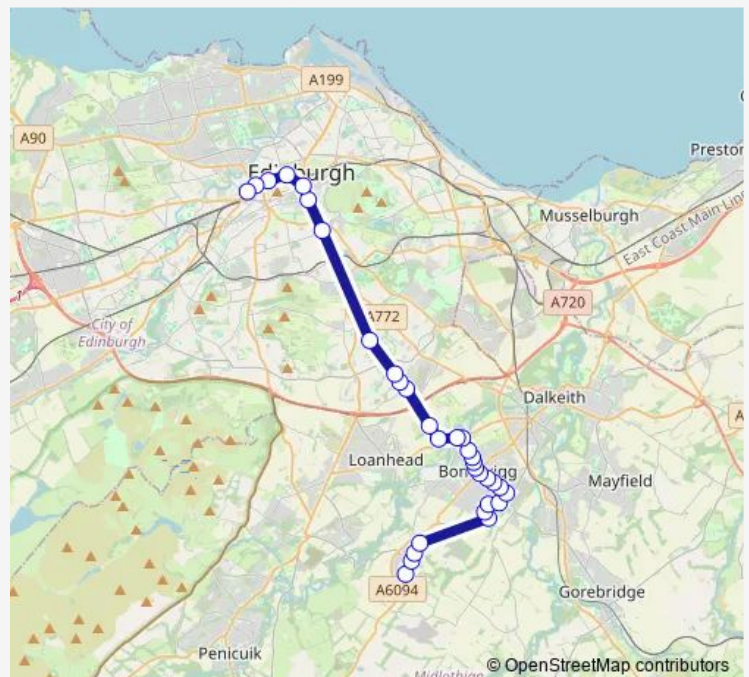 A199
A90
Edinburgh
Preston
Musselburgh
East Coast Main Line
A720
A772
City of
Edinburgh
Dalkeith
A
Loanhead
Bonnyrigg
Mayfield
A6094
Gorebridge
Penicuik
Midlothian
© OpenStreetMap contributors